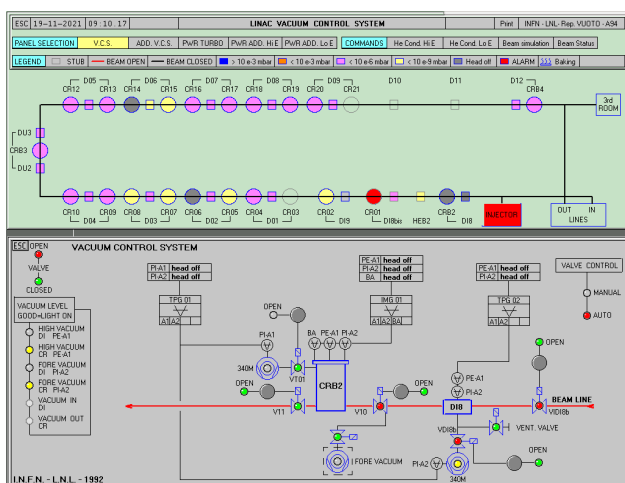 ESC 19-11-2021 09:10.17 LINAC VACUUM CONTROL SYSTEM Print INFN - LNL- Rep. VUOTO - A94
PANEL SELECTION V.C.S. ADD. V.C.S. PWR TURBO PWR ADD. Hi E PWR ADD. Lo E COMMANDS He Cond. Hi E He Cond. Lo E Beam simulation Beam Status
LEGEND STUB BEAM OPEN BEAM CLOSED > 10 e-3 mbar < 10 e-3 mbar < 10 e-6 mbar < 10 e-9 mbar Head off ALARM Baking
D05 D06 D07 D08 D09 D10 D11 D12
CR12 CR13 CR14 CR15 CR16 CR17 CR18 CR19 CR20 CR21 CRB4
3rd
ROOM
DU3
CRB3
DU2
CR10 CR09 CR08 CR07 CR06 CR05 CR04 CR03 CR02 CR01 CRB2
D04 D03 D02 D01 DI9 DI8bis HEB2 DI8
INJECTOR
OUT IN
LINES
ESC OPEN VACUUM CONTROL SYSTEM
VALVE
CLOSED
VACUUM LEVEL
GOOD=LIGHT ON
HIGH VACUUM
DI PE-A1
HIGH VACUUM
CR PE-A1
FORE VACUUM
DI PI-A2
FORE VACUUM
CR PI-A2
VACUUM IN
DI
VACUUM OUT
CR
PI-A1 head off
PI-A2 head off
TPG 01
A1 A2
PE-A1 head off
PI-A2 head off
BA head off
IMG 01
A1 A2 BA
PE-A1 head off
PI-A2 head off
TPG 02
A1 A2
VALVE CONTROL
MANUAL
AUTO
OPEN
PI-A1
BA PE-A1 PI-A2
340M
VT01
CRB2
OPEN
V11
V10
OPEN
PE-A1
DI8
PI-A2
OPEN
BEAM LINE
VDI8b
VDI8b
VENT. VALVE
FORE VACUUM
PI-A2
340M
OPEN
I.N.F.N. - L.N.L. - 1992